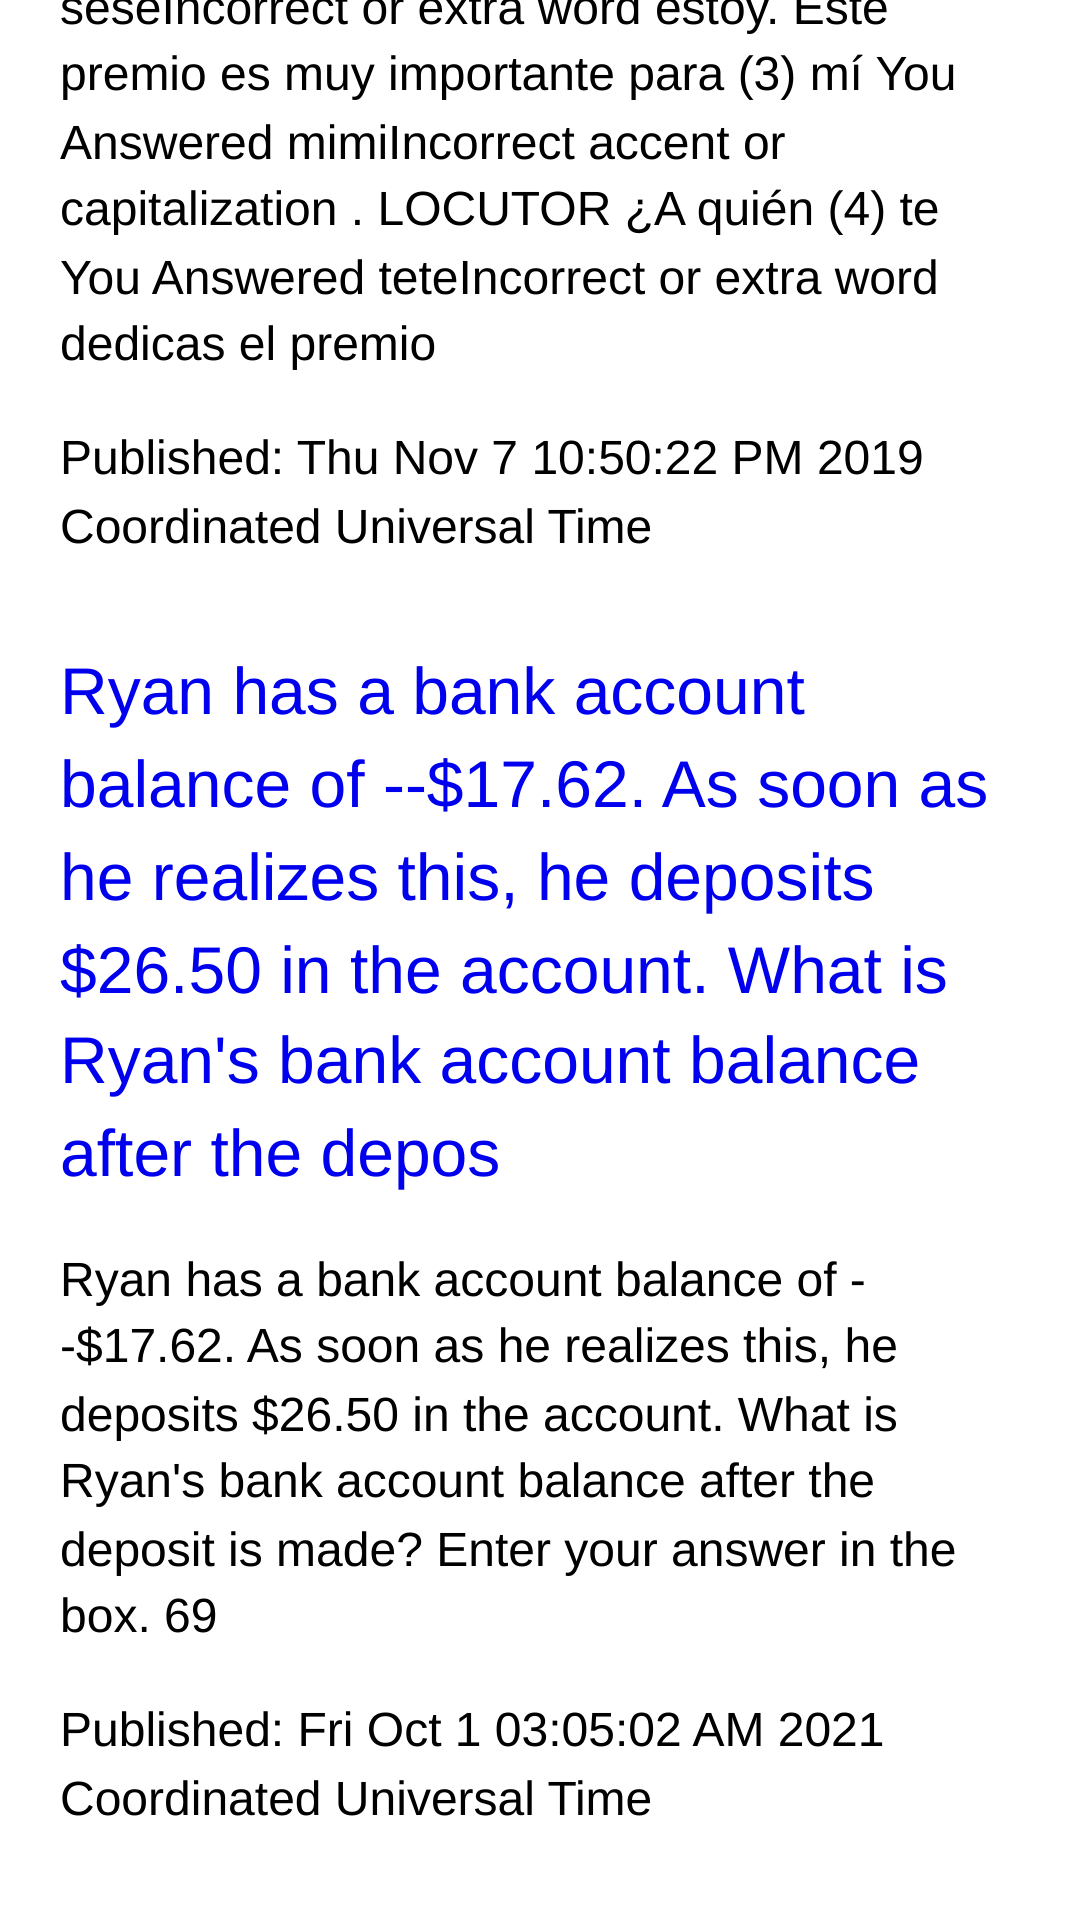 seseIncorrect or extra word estoy. Este
premio es muy importante para (3) mí You
Answered mimiIncorrect accent or
capitalization . LOCUTOR ¿A quién (4) te
You Answered teteIncorrect or extra word
dedicas el premio
Published: Thu Nov 7 10:50:22 PM 2019
Coordinated Universal Time
Ryan has a bank account
balance of --$17.62. As soon as
he realizes this, he deposits
$26.50 in the account. What is
Ryan's bank account balance
after the depos
Ryan has a bank account balance of -
-$17.62. As soon as he realizes this, he
deposits $26.50 in the account. What is
Ryan's bank account balance after the
deposit is made? Enter your answer in the
box. 69
Published: Fri Oct 1 03:05:02 AM 2021
Coordinated Universal Time